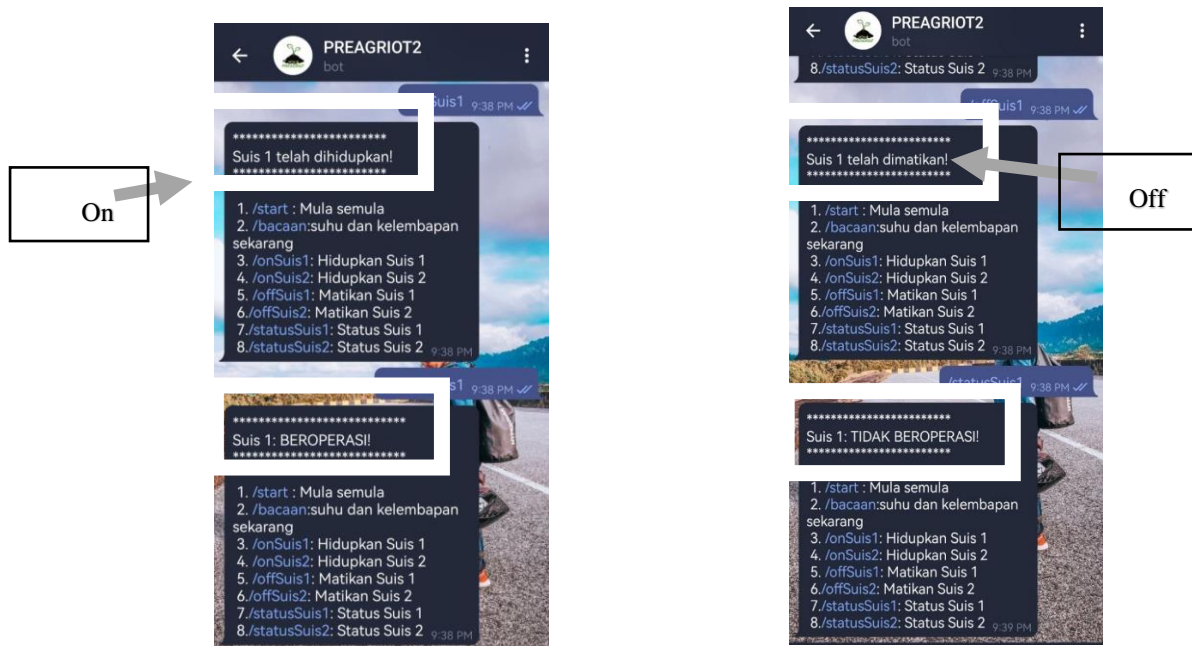 PREAGRIOT2
bot
9:38 PM
*************************
Suis 1 telah dihidupkan!
*************************
1. /start : Mula semula
2. /bacaan:suhu dan kelembapan
sekarang
3. /onSuis1: Hidupkan Suis 1
4. /onSuis2: Hidupkan Suis 2
5. /offSuis1: Matikan Suis 1
6./offSuis2: Matikan Suis 2
7./statusSuis1: Status Suis 1
8./statusSuis2: Status Suis 2 9:38 PM
9:38 PM
****************************
Suis 1: BEROPERASI!
****************************
1. /start : Mula semula
2. /bacaan:suhu dan kelembapan
sekarang
3. /onSuis1: Hidupkan Suis 1
4. /onSuis2: Hidupkan Suis 2
5. /offSuis1: Matikan Suis 1
6./offSuis2: Matikan Suis 2
7./statusSuis1: Status Suis 1
8./statusSuis2: Status Suis 2 9:38 PM
On
PREAGRIOT2
bot
8./statusSuis2: Status Suis 2 9:38 PM
9:38 PM
************************
Suis 1 telah dimatikan!
************************
1. /start : Mula semula
2. /bacaan:suhu dan kelembapan
sekarang
3. /onSuis1: Hidupkan Suis 1
4. /onSuis2: Hidupkan Suis 2
5. /offSuis1: Matikan Suis 1
6./offSuis2: Matikan Suis 2
7./statusSuis1: Status Suis 1
8./statusSuis2: Status Suis 2 9:38 PM
/statusSuis1 9:38 PM
************************
Suis 1: TIDAK BEROPERASI!
************************
1. /start : Mula semula
2. /bacaan:suhu dan kelembapan
sekarang
3. /onSuis1: Hidupkan Suis 1
4. /onSuis2: Hidupkan Suis 2
5. /offSuis1: Matikan Suis 1
6./offSuis2: Matikan Suis 2
7./statusSuis1: Status Suis 1
8./statusSuis2: Status Suis 2 9:39 PM
Off